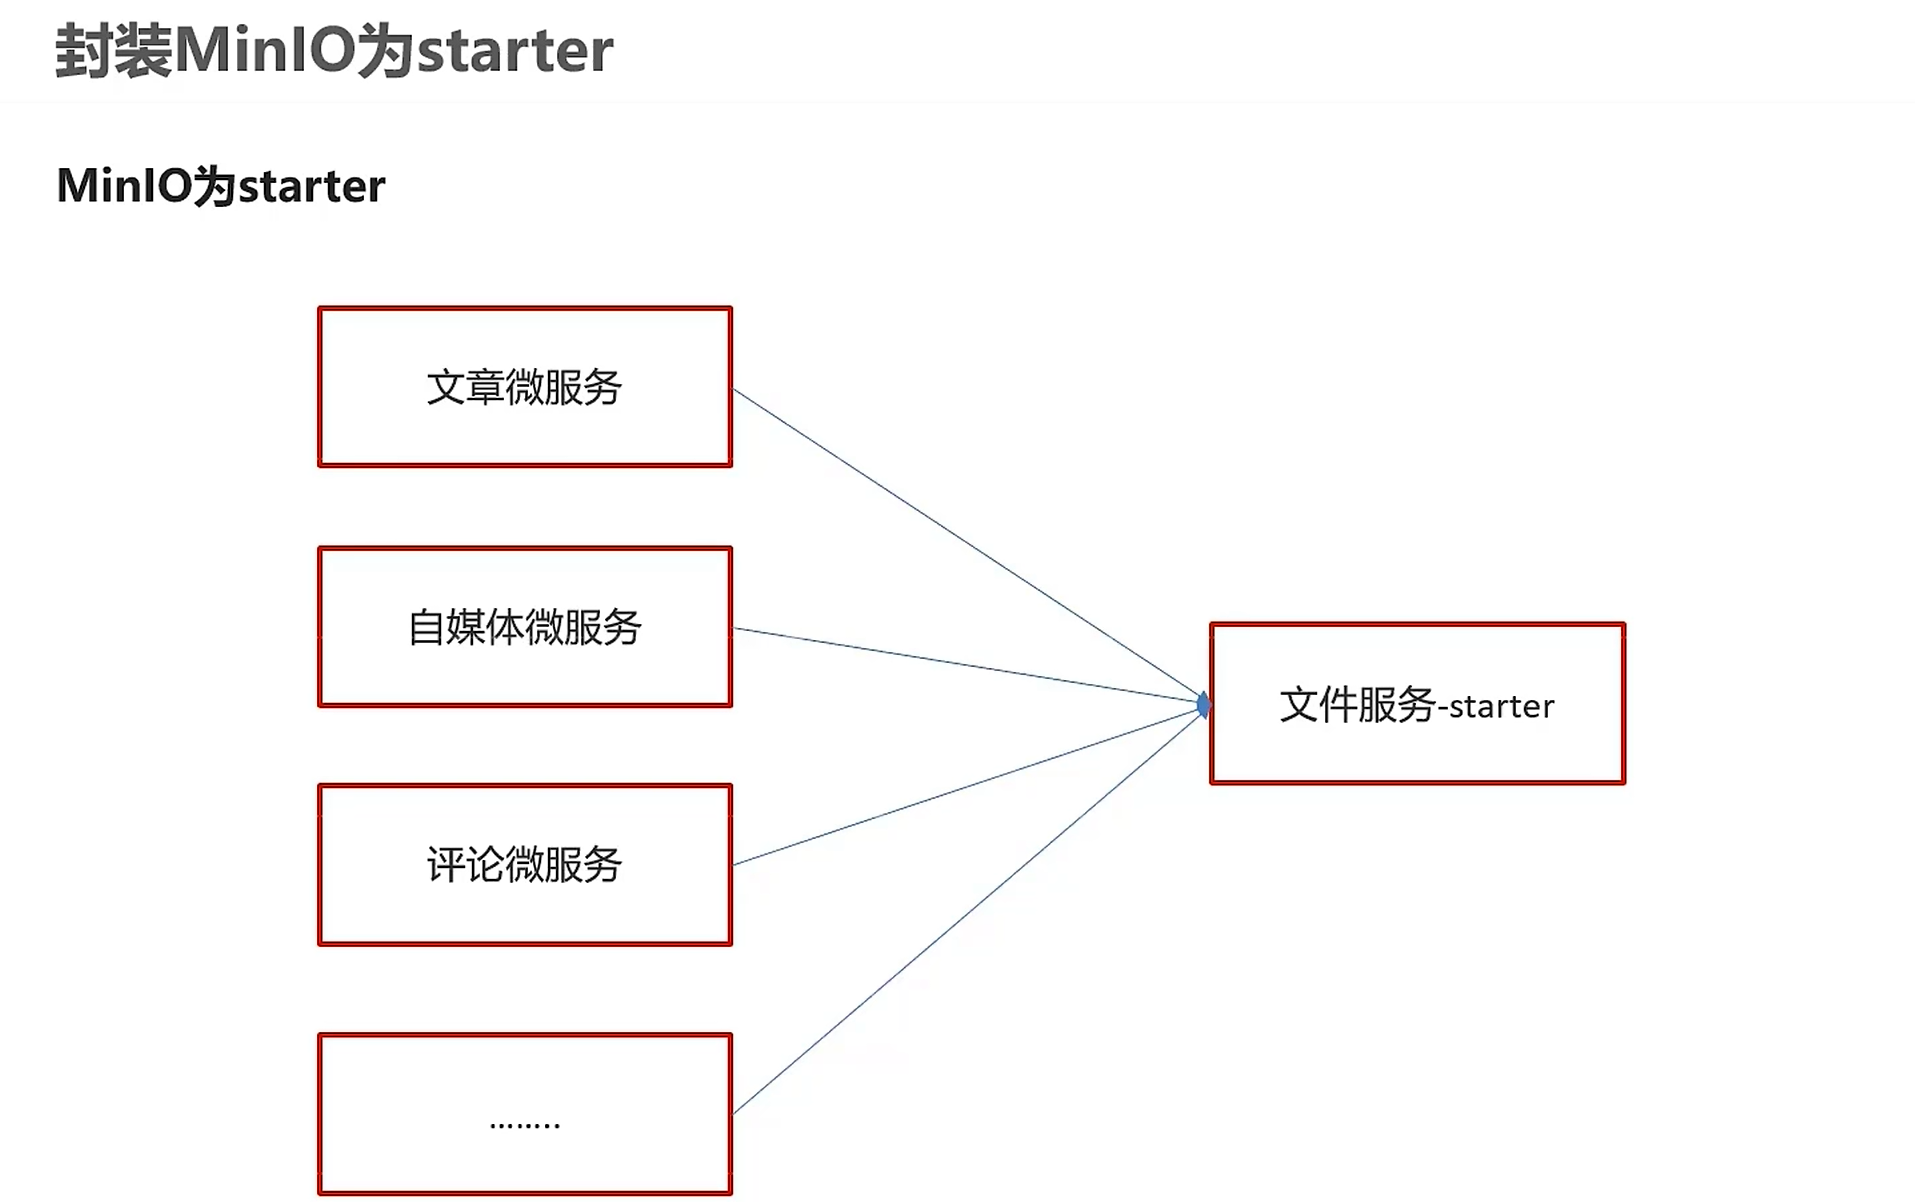 封装MinIO为starter
MinIO为starter
文章微服务
自媒体微服务
文件服务-starter
评论微服务
........